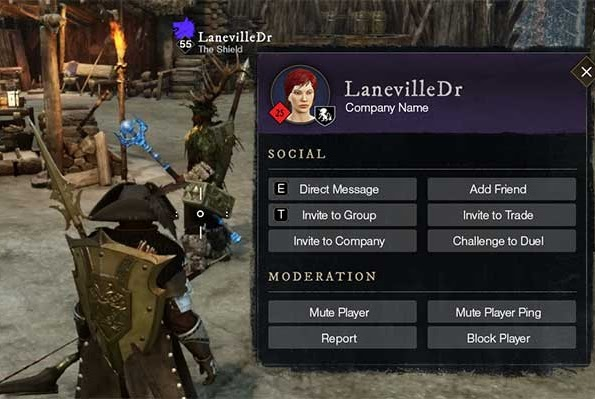 LanevilleDr
55
The Shield
LanevilleDr
Company Name
25
SOCIAL
E Direct Message
Add Friend
T Invite to Group
Invite to Trade
Invite to Company
Challenge to Duel
MODERATION
Mute Player
Mute Player Ping
Report
Block Player